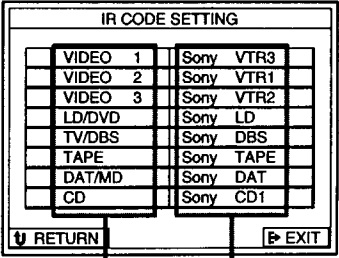 IR CODE SETTING
VIDEO 1 Sony VTR3
VIDEO 2 Sony VTR1
VIDEO 3 Sony VTR2
LD/DVD Sony LD
TV/DBS Sony DBS
TAPE Sony TAPE
DAT/MD Sony DAT
CD Sony CD1
RETURN EXIT